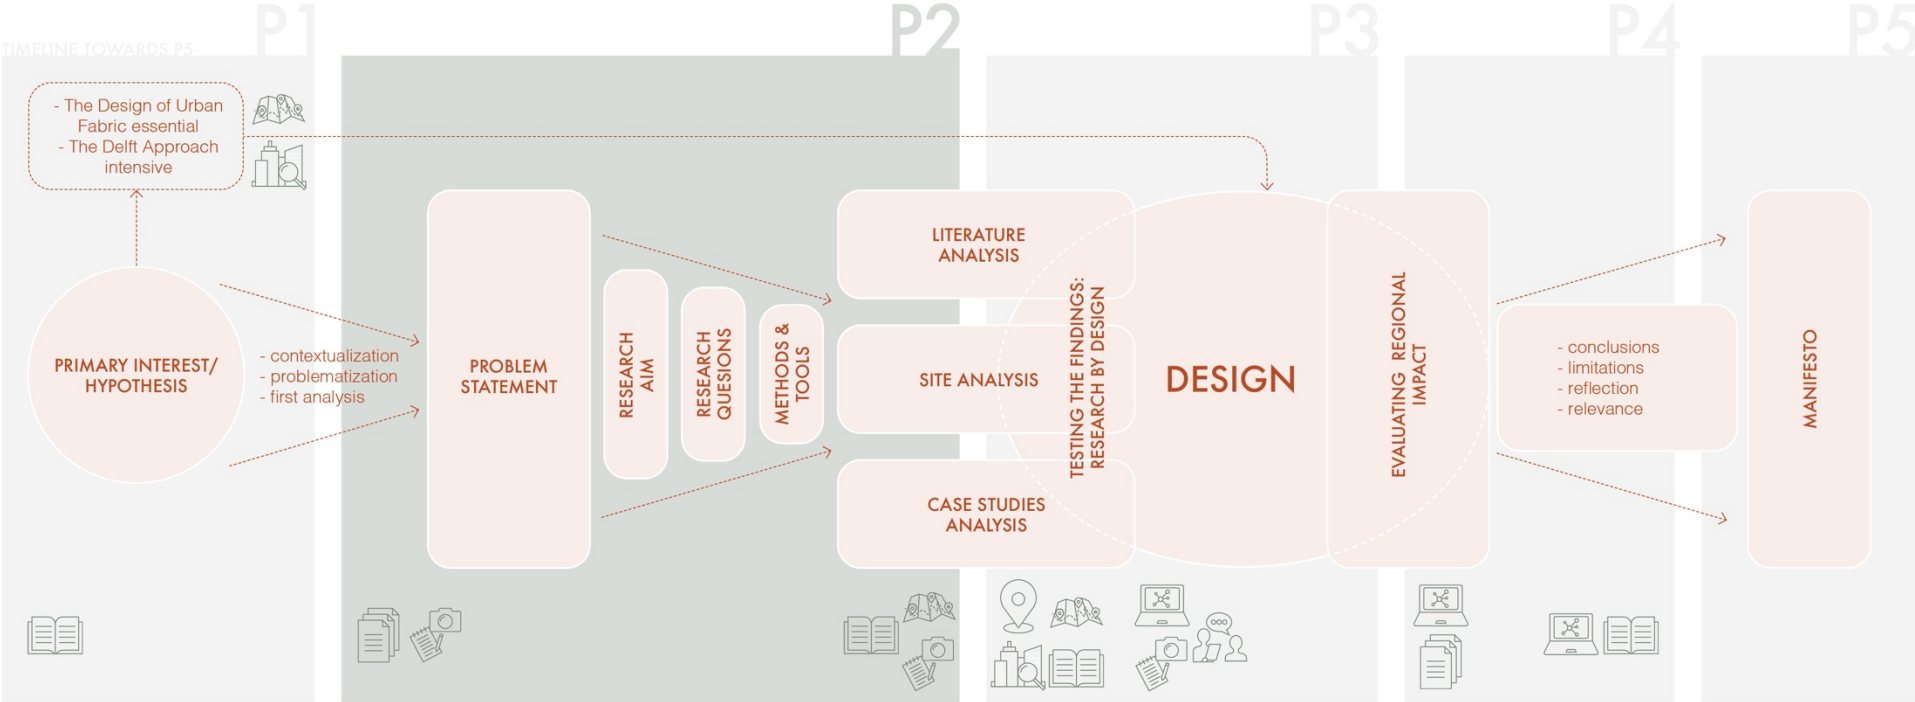 P1
P2
P3
P4
P5
TIMELINE TOWARDS P5
- The Design of Urban
Fabric essential
- The Delft Approach
intensive
PRIMARY INTEREST/
HYPOTHESIS
- contextualization
- problematization
- first analysis
PROBLEM
STATEMENT
RESEARCH
AIM
RESEARCH
QUESIONS
METHODS &
TOOLS
LITERATURE
ANALYSIS
SITE ANALYSIS
CASE STUDIES
ANALYSIS
TESTING THE FINDINGS:
RESEARCH BY DESIGN
DESIGN
EVALUATING REGIONAL
IMPACT
- conclusions
- limitations
- reflection
- relevance
MANIFESTO